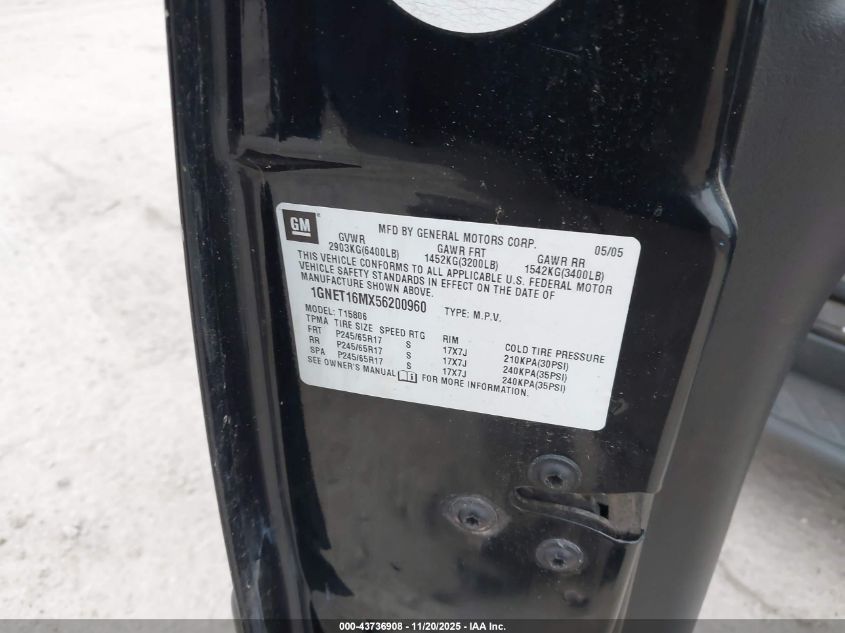 GM
MFD BY GENERAL MOTORS CORP. 05/05
GVWR GAWR FRT GAWR RR
2903KG(6400LB) 1452KG(3200LB) 1542KG(3400LB)
THIS VEHICLE CONFORMS TO ALL APPLICABLE U.S. FEDERAL MOTOR
VEHICLE SAFETY STANDARDS IN EFFECT ON THE DATE OF
MANUFACTURE SHOWN ABOVE.
1GNET16MX56200960 TYPE: M.P.V.
MODEL: T15806
TPMA TIRE SIZE SPEED RTG RIM COLD TIRE PRESSURE
FRT P245/65R17 S 17X7J 210KPA(30PSI)
RR P245/65R17 S 17X7J 240KPA(35PSI)
SPA P245/65R17 S 17X7J 240KPA(35PSI)
SEE OWNER'S MANUAL FOR MORE INFORMATION.
000-43736908 - 11/20/2025 - IAA Inc.